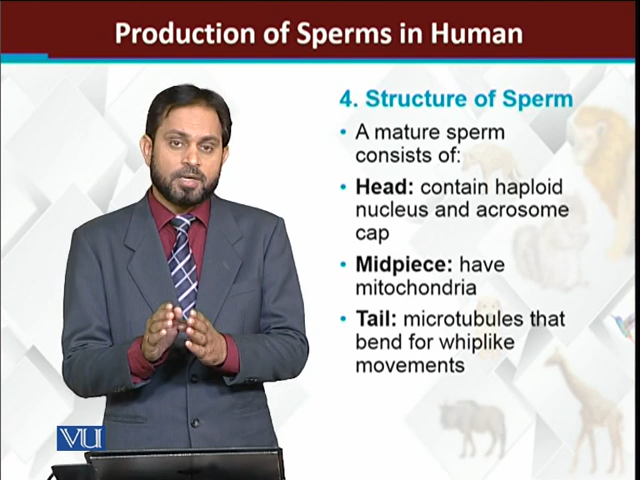 Production of Sperms in Human
4. Structure of Sperm
• A mature sperm
consists of:
• Head: contain haploid
nucleus and acrosome
cap
• Midpiece: have
mitochondria
• Tail: microtubules that
bend for whiplike
movements
VU